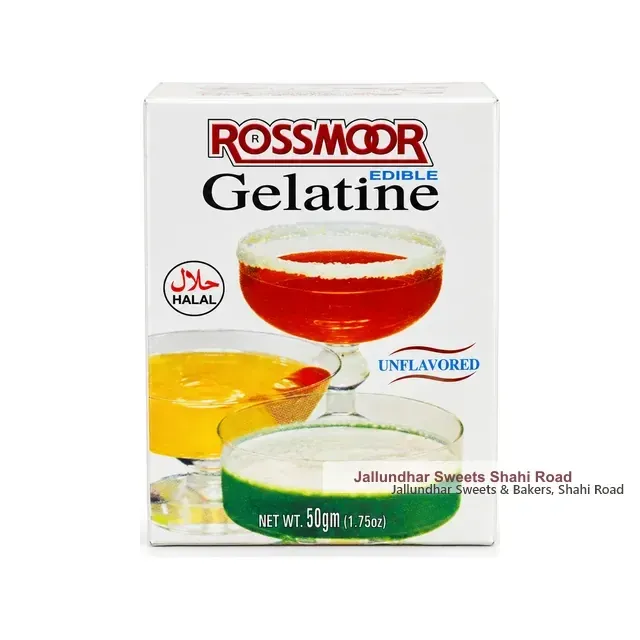 ROSSMOOR
R
EDIBLE
Gelatine
حلال
HALAL
UNFLAVORED
Jallundhar Sweets Shahi Road
Jallundhar Sweets & Bakers, Shahi Road
NET WT. 50gm (1.75oz)